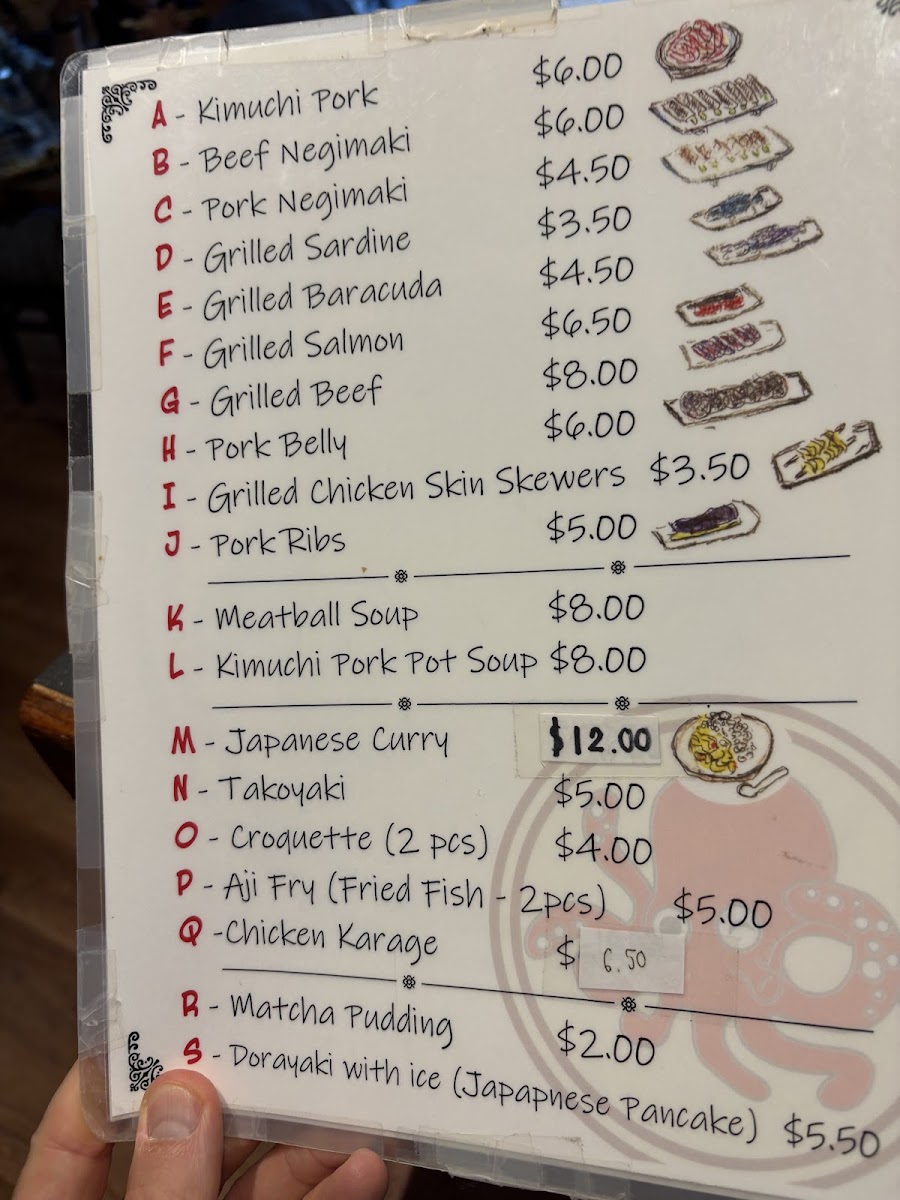 A - Kimuchi Pork $6.00
B - Beef Negimaki $6.00
C - Pork Negimaki $4.50
D - Grilled Sardine $3.50
E - Grilled Baracuda $4.50
F - Grilled Salmon $6.50
G - Grilled Beef $8.00
H - Pork Belly $6.00
I - Grilled Chicken Skin Skewers $3.50
J - Pork Ribs $5.00
K - Meatball Soup $8.00
L - Kimuchi Pork Pot Soup $8.00
M - Japanese Curry $12.00
N - Takoyaki $5.00
O - Croquette (2 pcs) $4.00
P - Aji Fry (Fried Fish - 2pcs) $5.00
Q - Chicken Karage $ 6.50
R - Matcha Pudding $2.00
S - Dorayaki with ice (Japapnese Pancake) $5.50